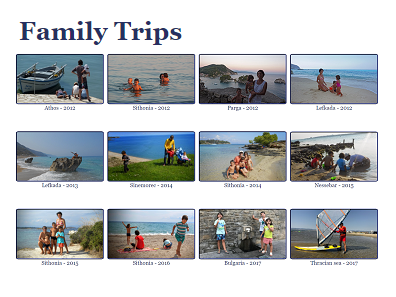 Family Trips
Athos - 2012
Sithonia - 2012
Parga - 2012
Lefkada - 2012
Lefkada - 2013
Sinemorec - 2014
Sithonia - 2014
Nessebar - 2015
Sithonia - 2015
Sithonia - 2016
Bulgaria - 2017
Thracian sea - 2017